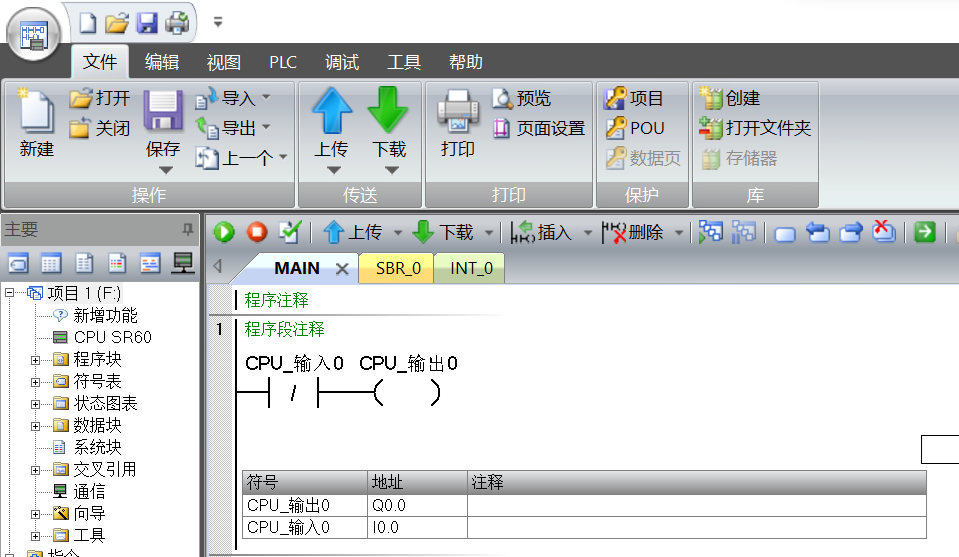 文件 编辑 视图 PLC 调试 工具 帮助
新建 打开 关闭 保存 导入 导出 上一个
上传 下载
打印 预览 页面设置
项目 POU 数据页
创建 打开文件夹 存储器
操作 传送 打印 保护 库
主要
上传 下载 插入 删除
MAIN SBR_0 INT_0
项目 1 (F:)
新增功能
CPU SR60
程序块
符号表
状态图表
数据块
系统块
交叉引用
通信
向导
工具
指令
程序注释
1 程序段注释
CPU_输入0 CPU_输出0
符号 地址 注释
CPU_输出0 Q0.0
CPU_输入0 I0.0